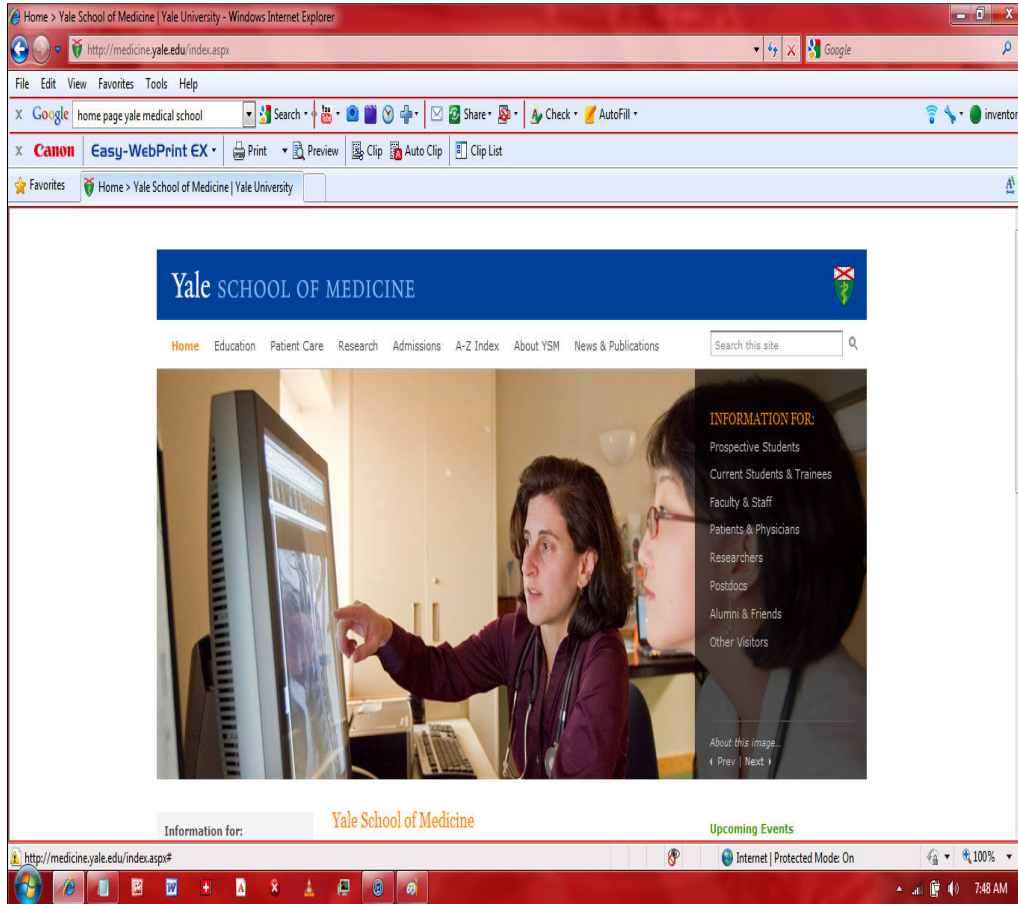 Home > Yale School of Medicine | Yale University - Windows Internet Explorer
http://medicine.yale.edu/index.aspx
Google
File Edit View Favorites Tools Help
x Google home page yale medical school Search Share Check AutoFill inventor
x Canon Easy-WebPrint EX Print Preview Clip Auto Clip Clip List
Favorites Home > Yale School of Medicine | Yale University
Yale SCHOOL OF MEDICINE
Home Education Patient Care Research Admissions A-Z Index About YSM News & Publications Search this site
INFORMATION FOR:
Prospective Students
Current Students & Trainees
Faculty & Staff
Patients & Physicians
Researchers
Postdocs
Alumni & Friends
Other Visitors
About this image...
Prev | Next
Information for:
Yale School of Medicine
Upcoming Events
http://medicine.yale.edu/index.aspx# Internet | Protected Mode: On 100%
7:48 AM